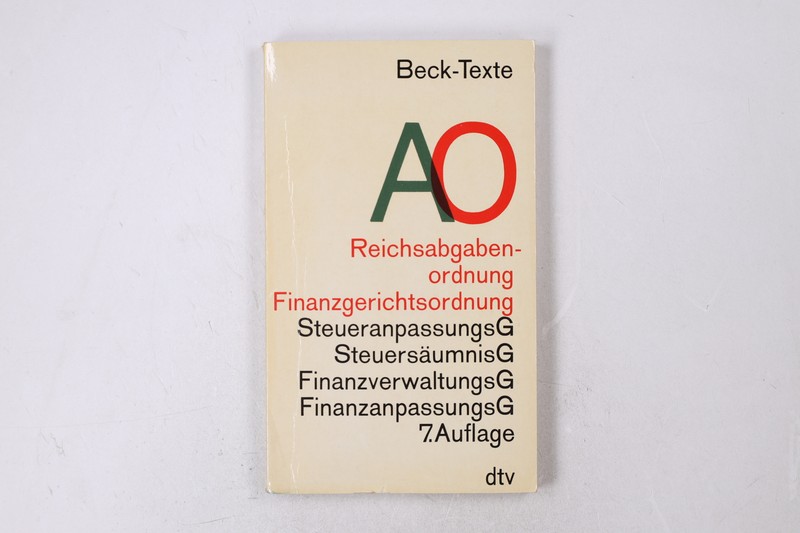 Beck-Texte
AO
Reichsabgaben-
ordnung
Finanzgerichtsordnung
SteueranpassungsG
SteuersäumnisG
FinanzverwaltungsG
FinanzanpassungsG
7.Auflage
dtv